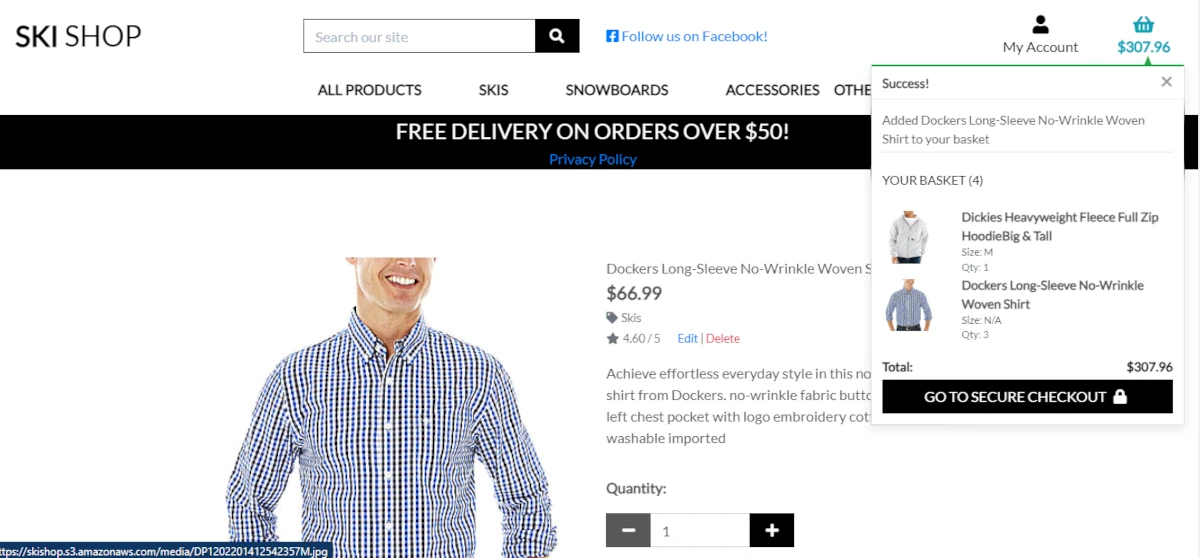 SKI SHOP
Search our site
Follow us on Facebook!
My Account
$307.96
ALL PRODUCTS
SKIS
SNOWBOARDS
ACCESSORIES
OTHE
FREE DELIVERY ON ORDERS OVER $50!
Privacy Policy
Success!
×
Added Dockers Long-Sleeve No-Wrinkle Woven
Shirt to your basket
YOUR BASKET (4)
Dickies Heavyweight Fleece Full Zip
HoodieBig & Tall
Size: M
Qty: 1
Dockers Long-Sleeve No-Wrinkle
Woven Shirt
Size: N/A
Qty: 3
Total: $307.96
GO TO SECURE CHECKOUT
Dockers Long-Sleeve No-Wrinkle Woven S
$66.99
Skis
4.60 / 5 Edit | Delete
Achieve effortless everyday style in this no
shirt from Dockers. no-wrinkle fabric butto
left chest pocket with logo embroidery cot
washable imported
Quantity:
1
ttps://skishop.s3.amazonaws.com/media/DP1202201412542357M.jpg